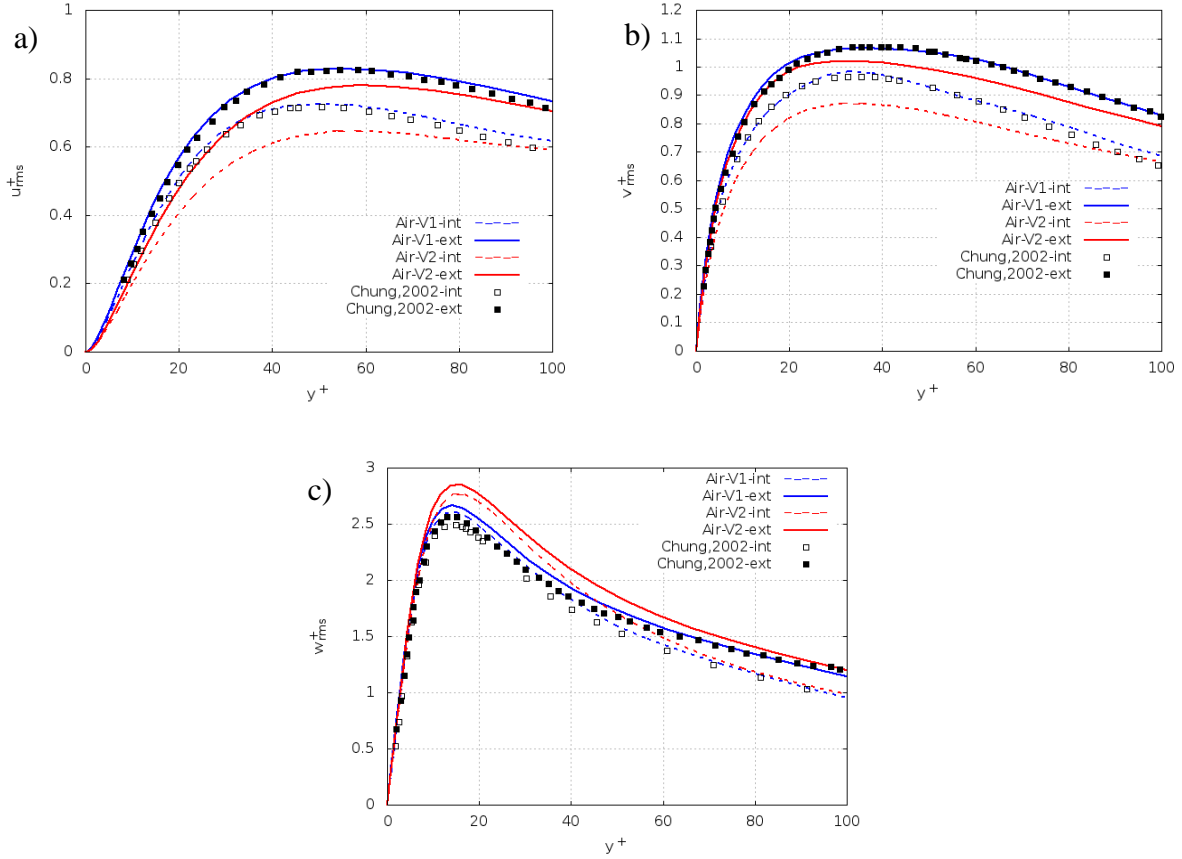 a)
1
0.8
0.6
0.4
0.2
0
0 20 40 60 80 100
u+rms
y+
Air-V1-int
Air-V1-ext
Air-V2-int
Air-V2-ext
Chung,2002-int
Chung,2002-ext
b)
1.2
1.1
1
0.9
0.8
0.7
0.6
0.5
0.4
0.3
0.2
0.1
0
0 20 40 60 80 100
v+rms
y+
Air-V1-int
Air-V1-ext
Air-V2-int
Air-V2-ext
Chung,2002-int
Chung,2002-ext
c)
3
2.5
2
1.5
1
0.5
0
0 20 40 60 80 100
w+rms
y+
Air-V1-int
Air-V1-ext
Air-V2-int
Air-V2-ext
Chung,2002-int
Chung,2002-ext